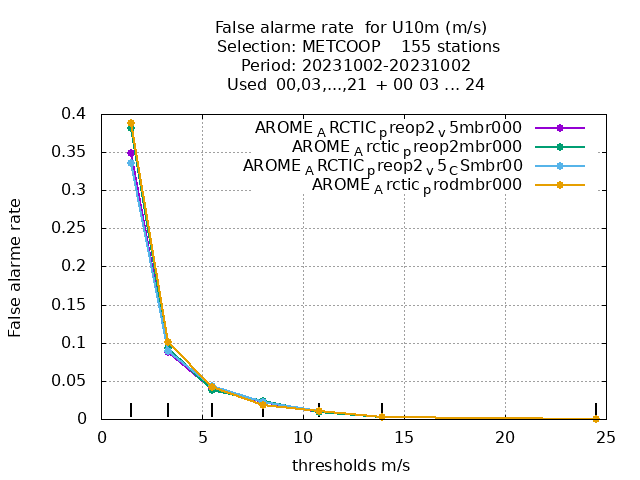 False alarme rate  for U10m (m/s)
Selection: METCOOP    155 stations
Period: 20231002-20231002
Used  00,03,...,21  + 00 03 ... 24
0.4
0.35
0.3
0.25
0.2
0.15
0.1
0.05
0
False alarme rate
AROME_ARCTIC_preop2_v5mbr000
AROME_Arctic_preop2mbr000
AROME_ARCTIC_preop2_v5_CSmbr00
AROME_Arctic_prodmbr000
0 5 10 15 20 25
thresholds m/s